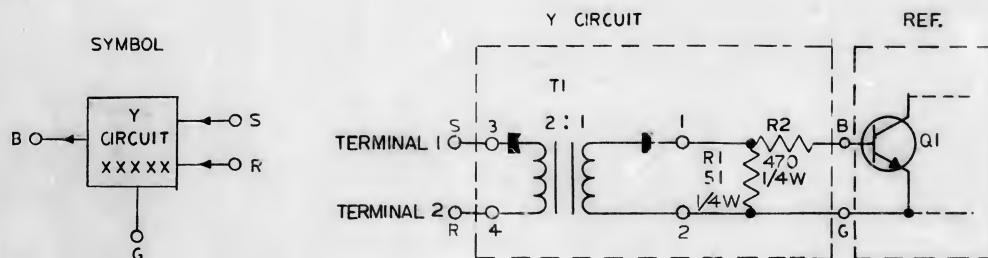 SYMBOL
Y
CIRCUIT
XXXXX
B
S
R
G
Y CIRCUIT
REF.
T1
2 : 1
TERMINAL 1
S
3
TERMINAL 2
R
4
1
2
R1
51
1/4W
R2
470
1/4W
B
G
Q1